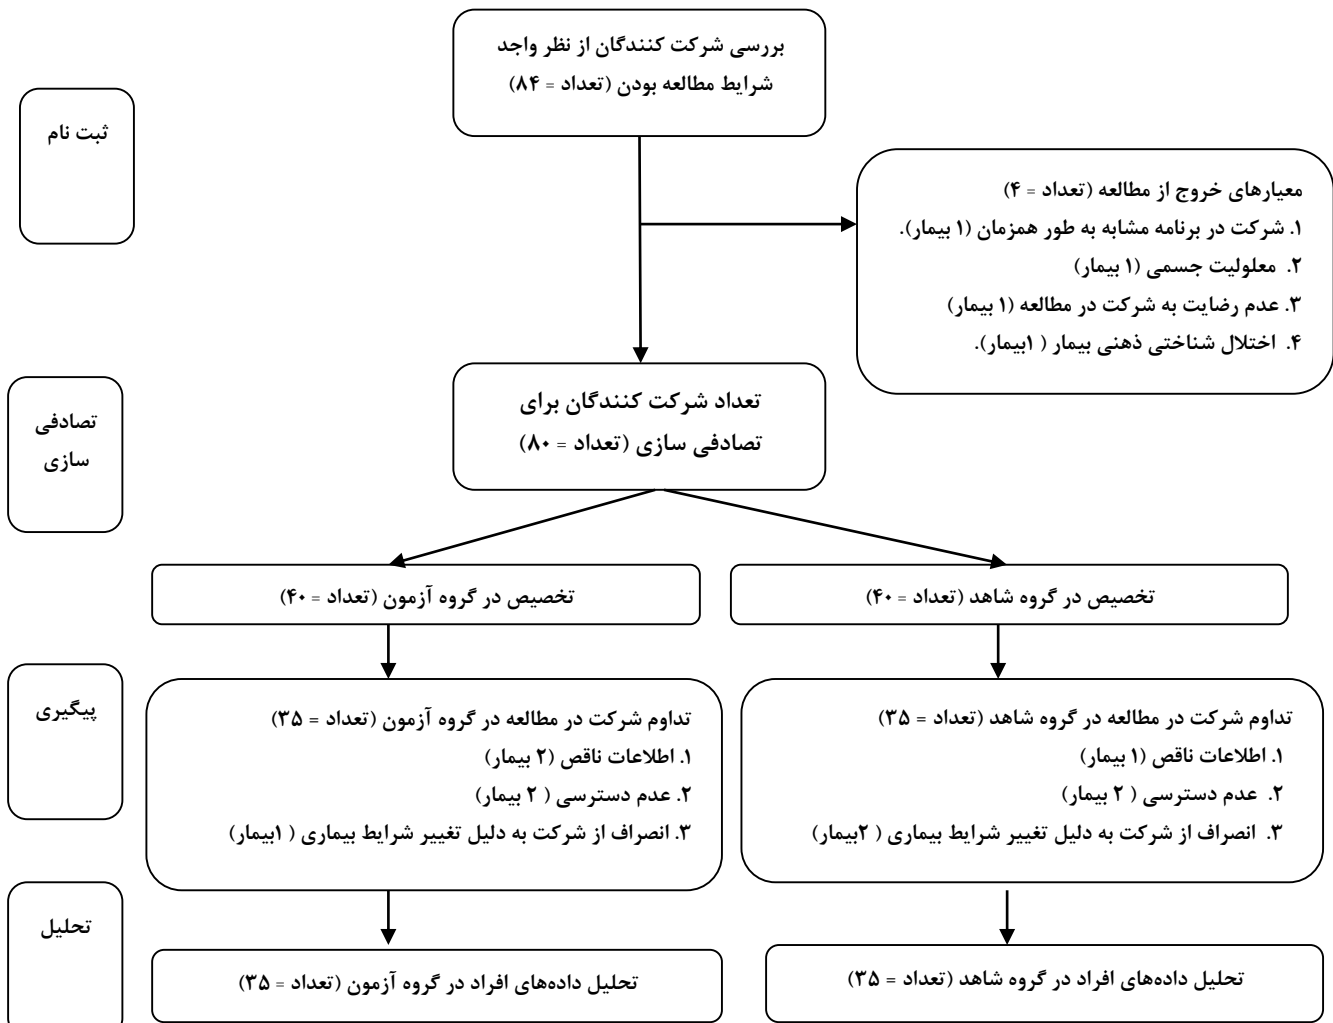 بررسی شرکت کنندگان از نظر واجد
شرایط مطالعه بودن (تعداد = ۸۴)
ثبت نام
معیارهای خروج از مطالعه (تعداد = ۴)
۱. شرکت در برنامه مشابه به طور همزمان (۱ بیمار).
۲. معلولیت جسمی (۱ بیمار)
۳. عدم رضایت به شرکت در مطالعه (۱ بیمار)
۴. اختلال شناختی ذهنی بیمار ( ۱بیمار).
تعداد شرکت کنندگان برای
تصادفی سازی (تعداد = ۸۰)
تصادفی
سازی
تخصیص در گروه شاهد (تعداد = ۴۰)
تخصیص در گروه آزمون (تعداد = ۴۰)
پیگیری
تداوم شرکت در مطالعه در گروه شاهد (تعداد = ۳۵)
۱. اطلاعات ناقص (۱ بیمار)
۲. عدم دسترسی ( ۲ بیمار)
۳. انصراف از شرکت به دلیل تغییر شرایط بیماری ( ۲بیمار)
تداوم شرکت در مطالعه در گروه آزمون (تعداد = ۳۵)
۱. اطلاعات ناقص (۲ بیمار)
۲. عدم دسترسی ( ۲ بیمار)
۳. انصراف از شرکت به دلیل تغییر شرایط بیماری ( ۱بیمار)
تحلیل
تحلیل داده‌های افراد در گروه شاهد (تعداد = ۳۵)
تحلیل داده‌های افراد در گروه آزمون (تعداد = ۳۵)